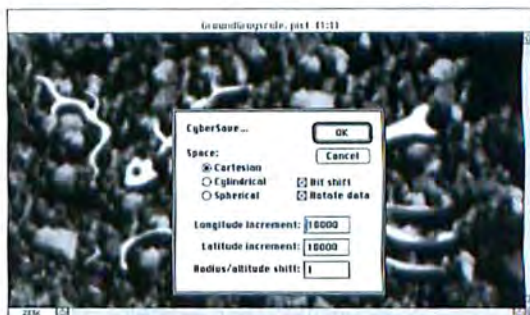 GroundGrayscale.pict (1:1)
CyberSave...
OK
Space:
Cancel
Cartesian
Cylindrical
Bit shift
Spherical
Rotate data
Longitude increment: 10000
Latitude increment: 10000
Radius/altitude shift: 1